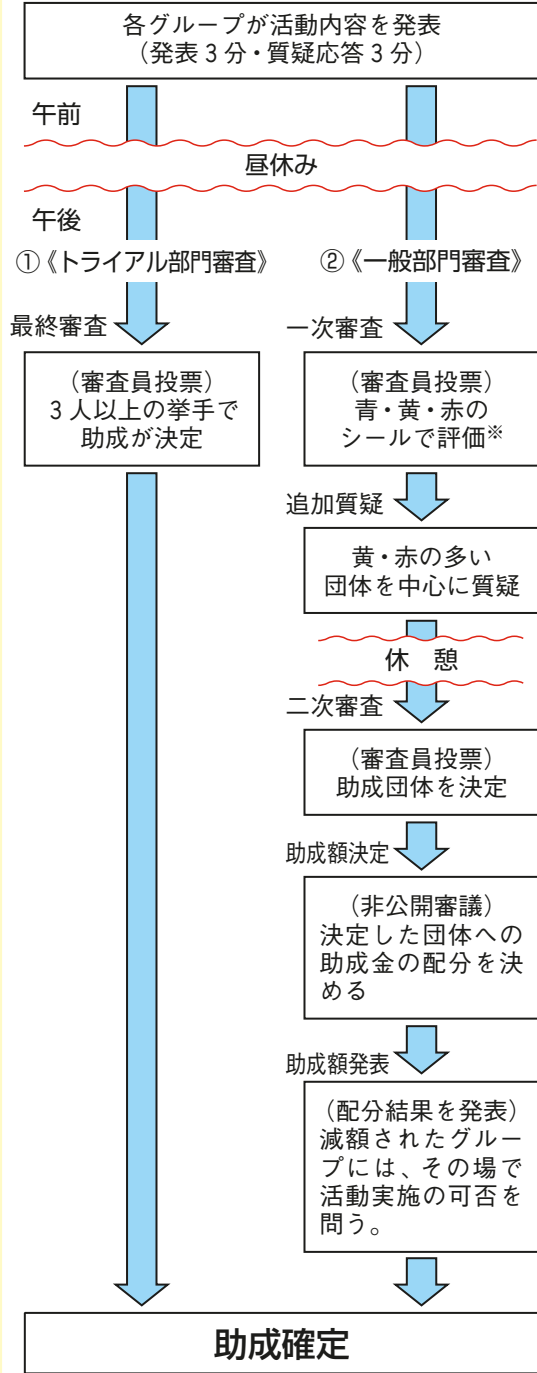 各グループが活動内容を発表
（発表３分・質疑応答３分）
午前
昼休み
午後
①《トライアル部門審査》
②《一般部門審査》
最終審査
（審査員投票）
３人以上の挙手で
助成が決定
一次審査
（審査員投票）
青・黄・赤の
シールで評価※
追加質疑
黄・赤の多い
団体を中心に質疑
休　憩
二次審査
（審査員投票）
助成団体を決定
助成額決定
（非公開審議）
決定した団体への
助成金の配分を決
める
助成額発表
（配分結果を発表）
減額されたグルー
プには、その場で
活動実施の可否を
問う。
助成確定